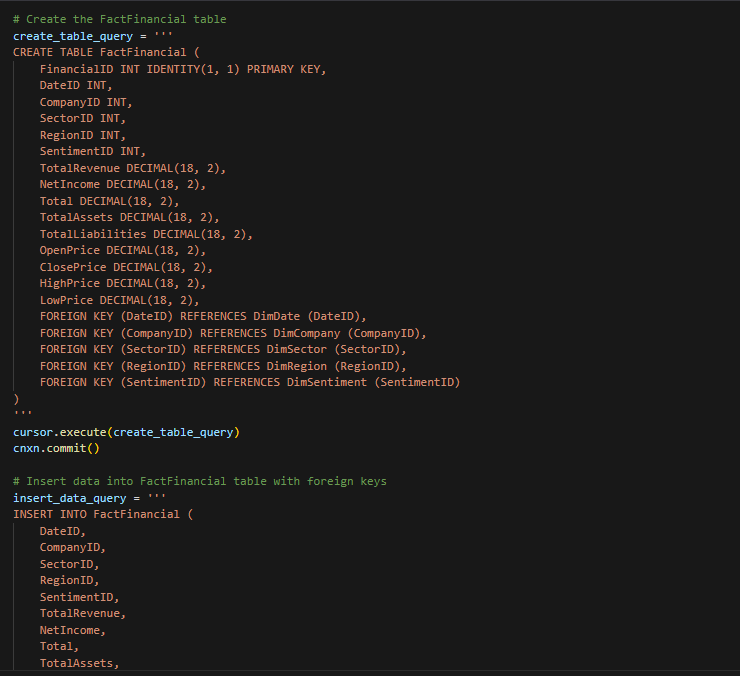 # Create the FactFinancial table
create_table_query = '''
CREATE TABLE FactFinancial (
FinancialID INT IDENTITY(1, 1) PRIMARY KEY,
DateID INT,
CompanyID INT,
SectorID INT,
RegionID INT,
SentimentID INT,
TotalRevenue DECIMAL(18, 2),
NetIncome DECIMAL(18, 2),
Total DECIMAL(18, 2),
TotalAssets DECIMAL(18, 2),
TotalLiabilities DECIMAL(18, 2),
OpenPrice DECIMAL(18, 2),
ClosePrice DECIMAL(18, 2),
HighPrice DECIMAL(18, 2),
LowPrice DECIMAL(18, 2),
FOREIGN KEY (DateID) REFERENCES DimDate (DateID),
FOREIGN KEY (CompanyID) REFERENCES DimCompany (CompanyID),
FOREIGN KEY (SectorID) REFERENCES DimSector (SectorID),
FOREIGN KEY (RegionID) REFERENCES DimRegion (RegionID),
FOREIGN KEY (SentimentID) REFERENCES DimSentiment (SentimentID)
)
'''
cursor.execute(create_table_query)
cnxn.commit()
# Insert data into FactFinancial table with foreign keys
insert_data_query = '''
INSERT INTO FactFinancial (
DateID,
CompanyID,
SectorID,
RegionID,
SentimentID,
TotalRevenue,
NetIncome,
Total,
TotalAssets,